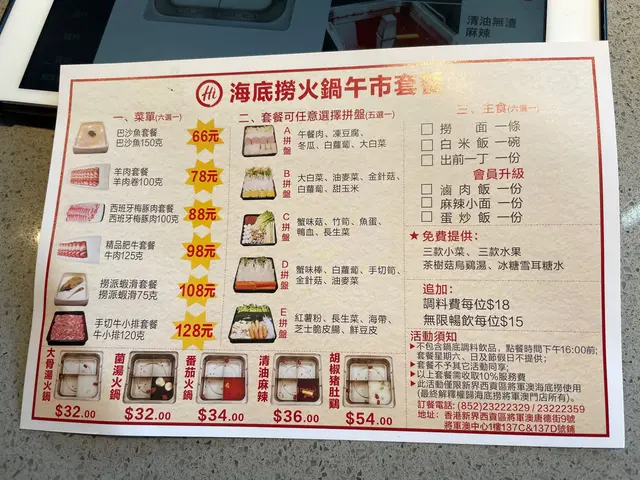 清油無渣
麻辣
Hi 海底撈火鍋午市套餐
一、菜單(六選一)
巴沙魚套餐
巴沙魚150克
66元
羊肉套餐
羊肉卷100克
78元
西班牙梅豚肉套餐
西班牙梅豚肉100克
88元
精品肥牛套餐
牛肉125克
98元
撈派蝦滑套餐
撈派蝦滑75克
108元
手切牛小排套餐
牛小排120克
128元
二、套餐可任意選擇拼盤(五選一)
A拼盤
午餐肉、凍豆腐、
冬瓜、白蘿蔔、大白菜
B拼盤
大白菜、油麥菜、金針菇、
白蘿蔔、甜玉米
C拼盤
蟹味菇、竹筍、魚蛋、
鴨血、長生菜
D拼盤
蟹味棒、白蘿蔔、手切筍、
金針菇、油麥菜
E拼盤
紅薯粉、長生菜、海帶、
芝士脆皮腸、鮮豆皮
三、主食(六選一)
撈 面 一條
白米飯 一碗
出前一丁 一份
會員升級
滷肉飯 一份
麻辣小面 一份
蛋炒飯 一份
★免費提供：
三款小菜、三款水果
茶樹菇烏鷄湯、冰糖雪耳糖水
追加:
調料費每位$18
無限暢飲每位$15
活動須知
▶不包含鍋底調料飲品，點餐時間下午16:00前;
套餐星期六、日及節假日不提供;
▶套餐不予其它活動同享;
▶以上套餐需收取10%服務費
▶此活動僅限新界西貢區將軍澳海底撈使用
(最終解釋權歸海底撈將軍澳門店所有)。
訂餐電話: (852)23222329 / 23222359
地址: 香港新界西貢區將軍澳唐德街9號
將軍澳中心1樓137C&137D號鋪
大骨湯火鍋
$32.00
菌湯火鍋
$32.00
番茄火鍋
$34.00
清油麻辣
$36.00
胡椒豬肚鷄
$54.00